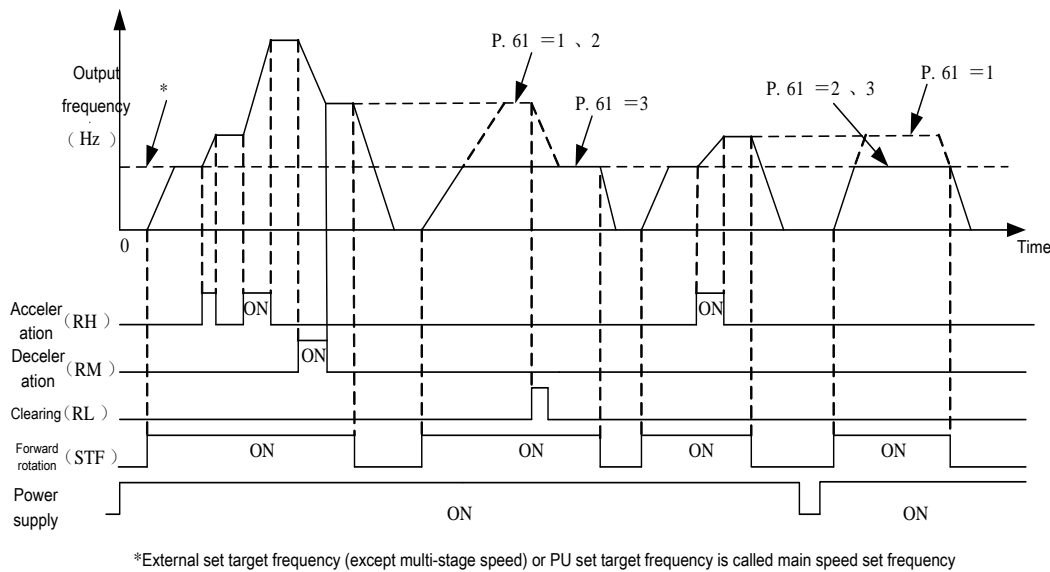 P. 61 =1 、2
P. 61 =1
Output
frequency
（ Hz ）
*
P. 61 =2 、3
P. 61 =3
0
Time
Acceler
ation （RH ）
ON
ON
Deceler
ation （RM ）
ON
Clearing （RL ）
Forward
rotation （STF ）
ON
ON
ON
ON
Power
supply
ON
ON
*External set target frequency (except multi-stage speed) or PU set target frequency is called main speed set frequency